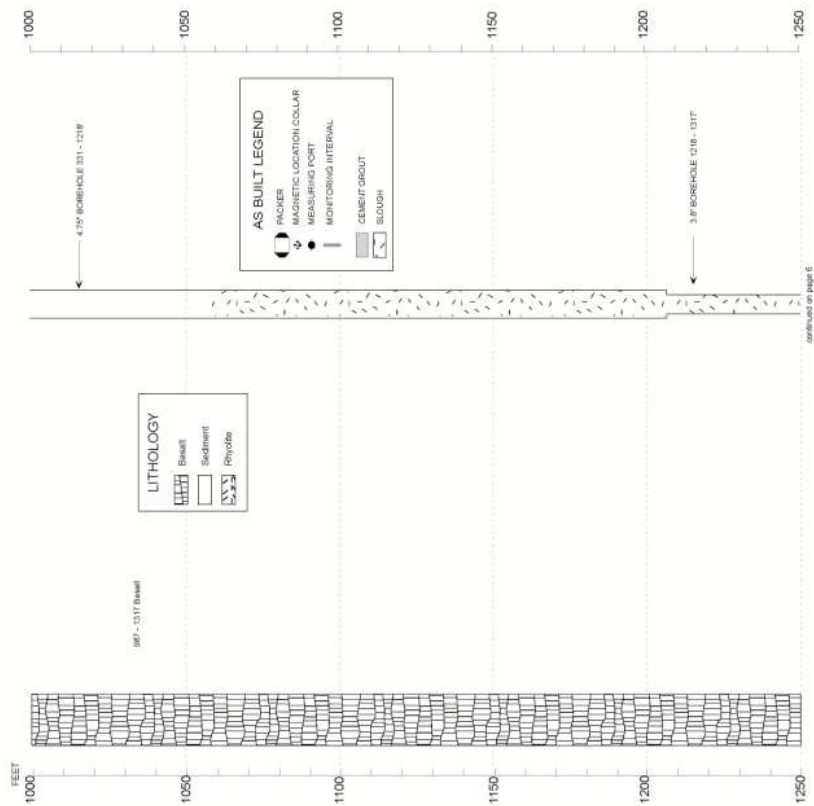 FEET
1000
1000
4.75" BOREHOLE 331 - 1218'
987 - 1317 Basalt
1050
1050
LITHOLOGY
Basalt
Sediment
Rhyolite
AS BUILT LEGEND
PACKER
MAGNETIC LOCATION COLLAR
MEASURING PORT
MONITORING INTERVAL
CEMENT GROUT
SLOUGH
1100
1100
1150
1150
1200
1200
3.8" BOREHOLE 1218 - 1317'
1250
1250
continued on page 6